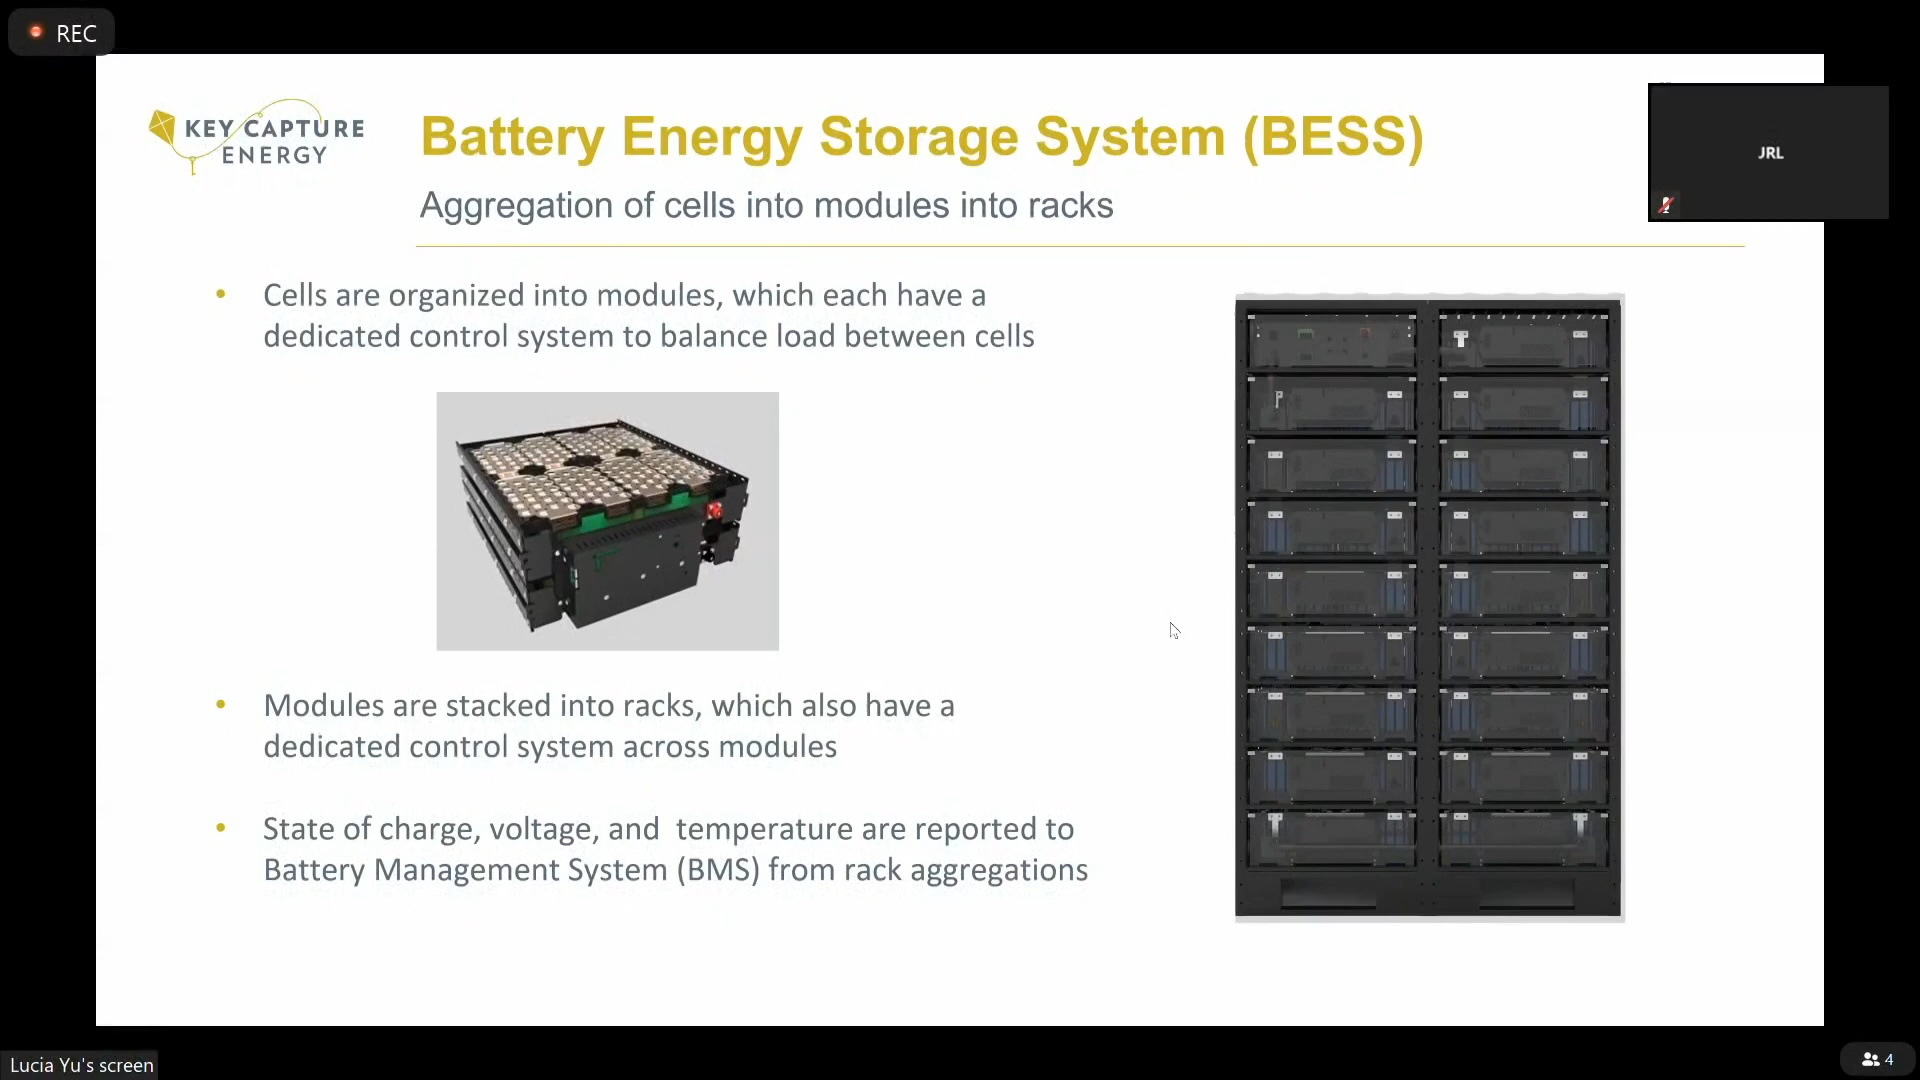 REC
KEY CAPTURE
ENERGY
Battery Energy Storage System (BESS)
Aggregation of cells into modules into racks
JRL
• Cells are organized into modules, which each have a
dedicated control system to balance load between cells
• Modules are stacked into racks, which also have a
dedicated control system across modules
• State of charge, voltage, and  temperature are reported to
Battery Management System (BMS) from rack aggregations
Lucia Yu's screen
4